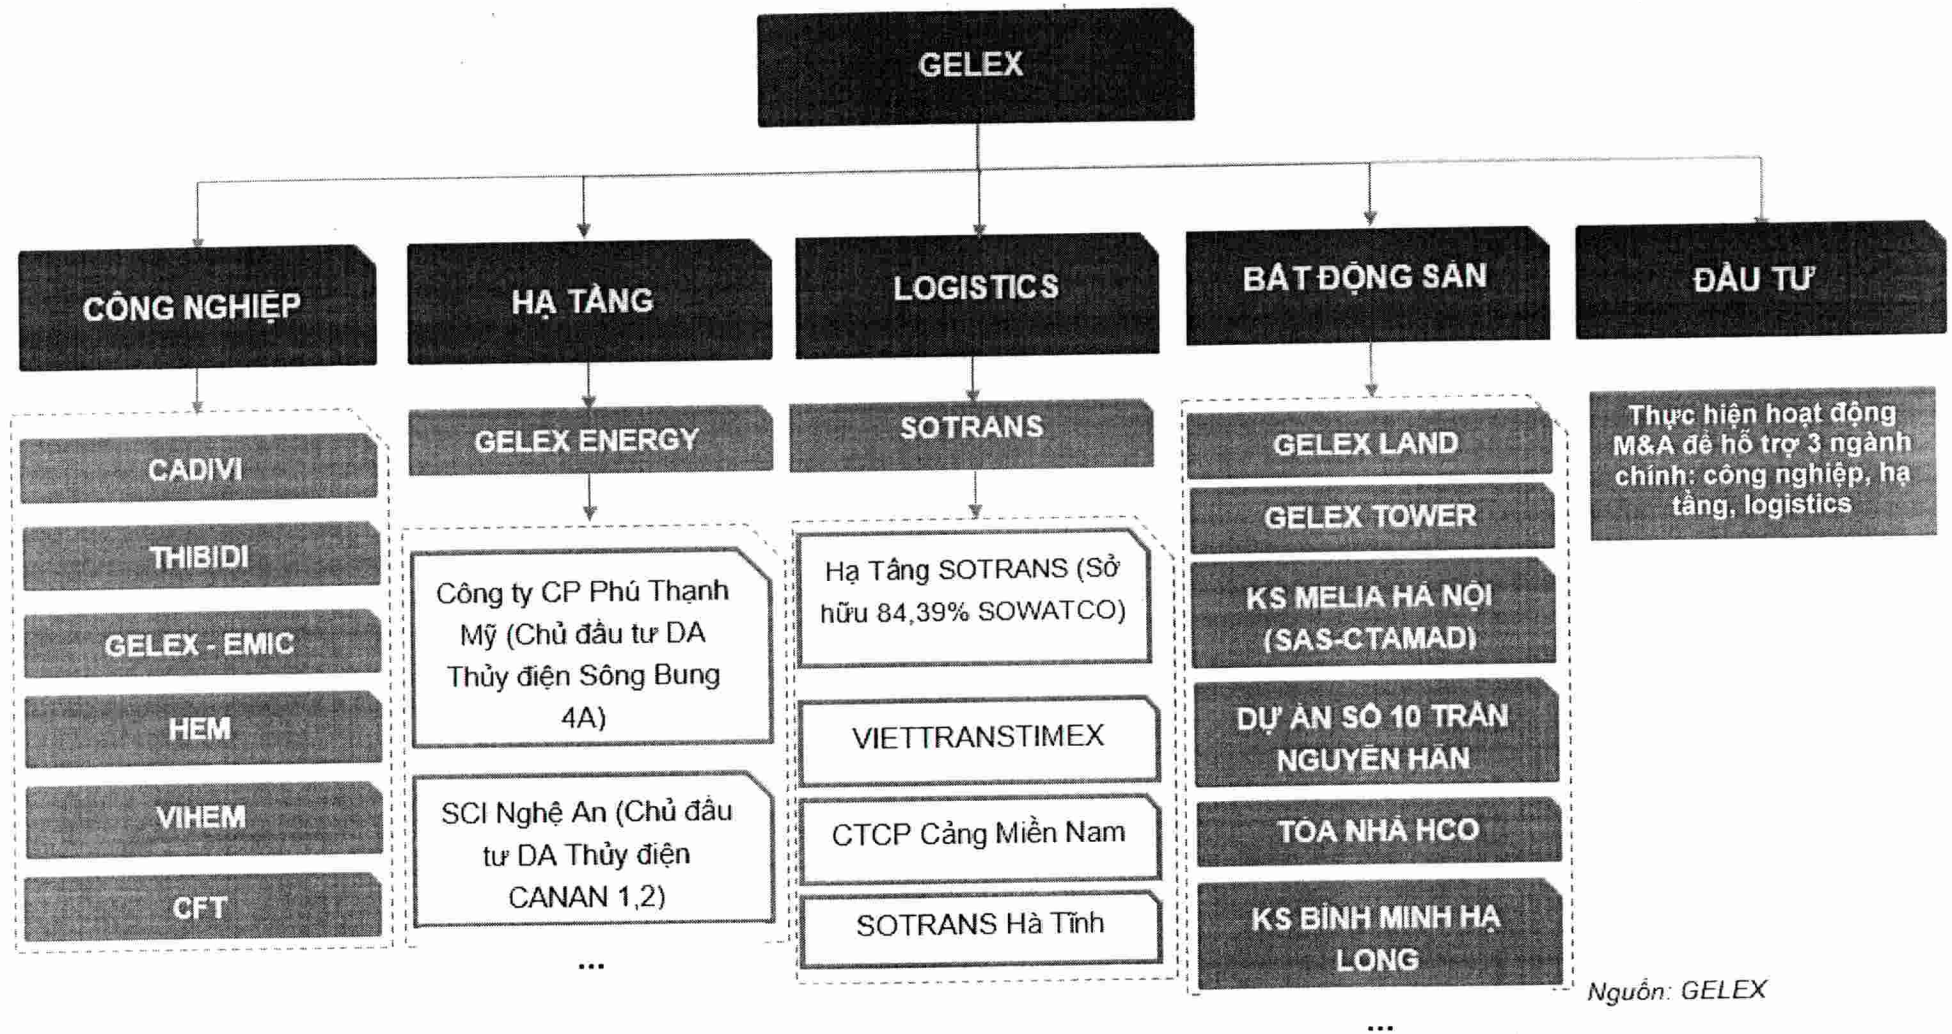 GELEX
CÔNG NGHIỆP
HẠ TẦNG
LOGISTICS
BẤT ĐỘNG SẢN
ĐẦU TƯ
CADIVI
THIBIDI
GELEX - EMIC
HEM
VIHEM
CFT
GELEX ENERGY
Công ty CP Phú Thạnh
Mỹ (Chủ đầu tư DA
Thủy điện Sông Bung
4A)
SCI Nghệ An (Chủ đầu
tư DA Thủy điện
CANAN 1,2)
...
SOTRANS
Hạ Tầng SOTRANS (Sở
hữu 84,39% SOWATCO)
VIETTRANSTIMEX
CTCP Cảng Miền Nam
SOTRANS Hà Tĩnh
GELEX LAND
GELEX TOWER
KS MELIA HÀ NỘI
(SAS-CTAMAD)
DỰ ÁN SỐ 10 TRẦN
NGUYÊN HÃN
TÒA NHÀ HCO
KS BÌNH MINH HẠ
LONG
...
Thực hiện hoạt động
M&A để hỗ trợ 3 ngành
chính: công nghiệp, hạ
tầng, logistics
Nguồn: GELEX